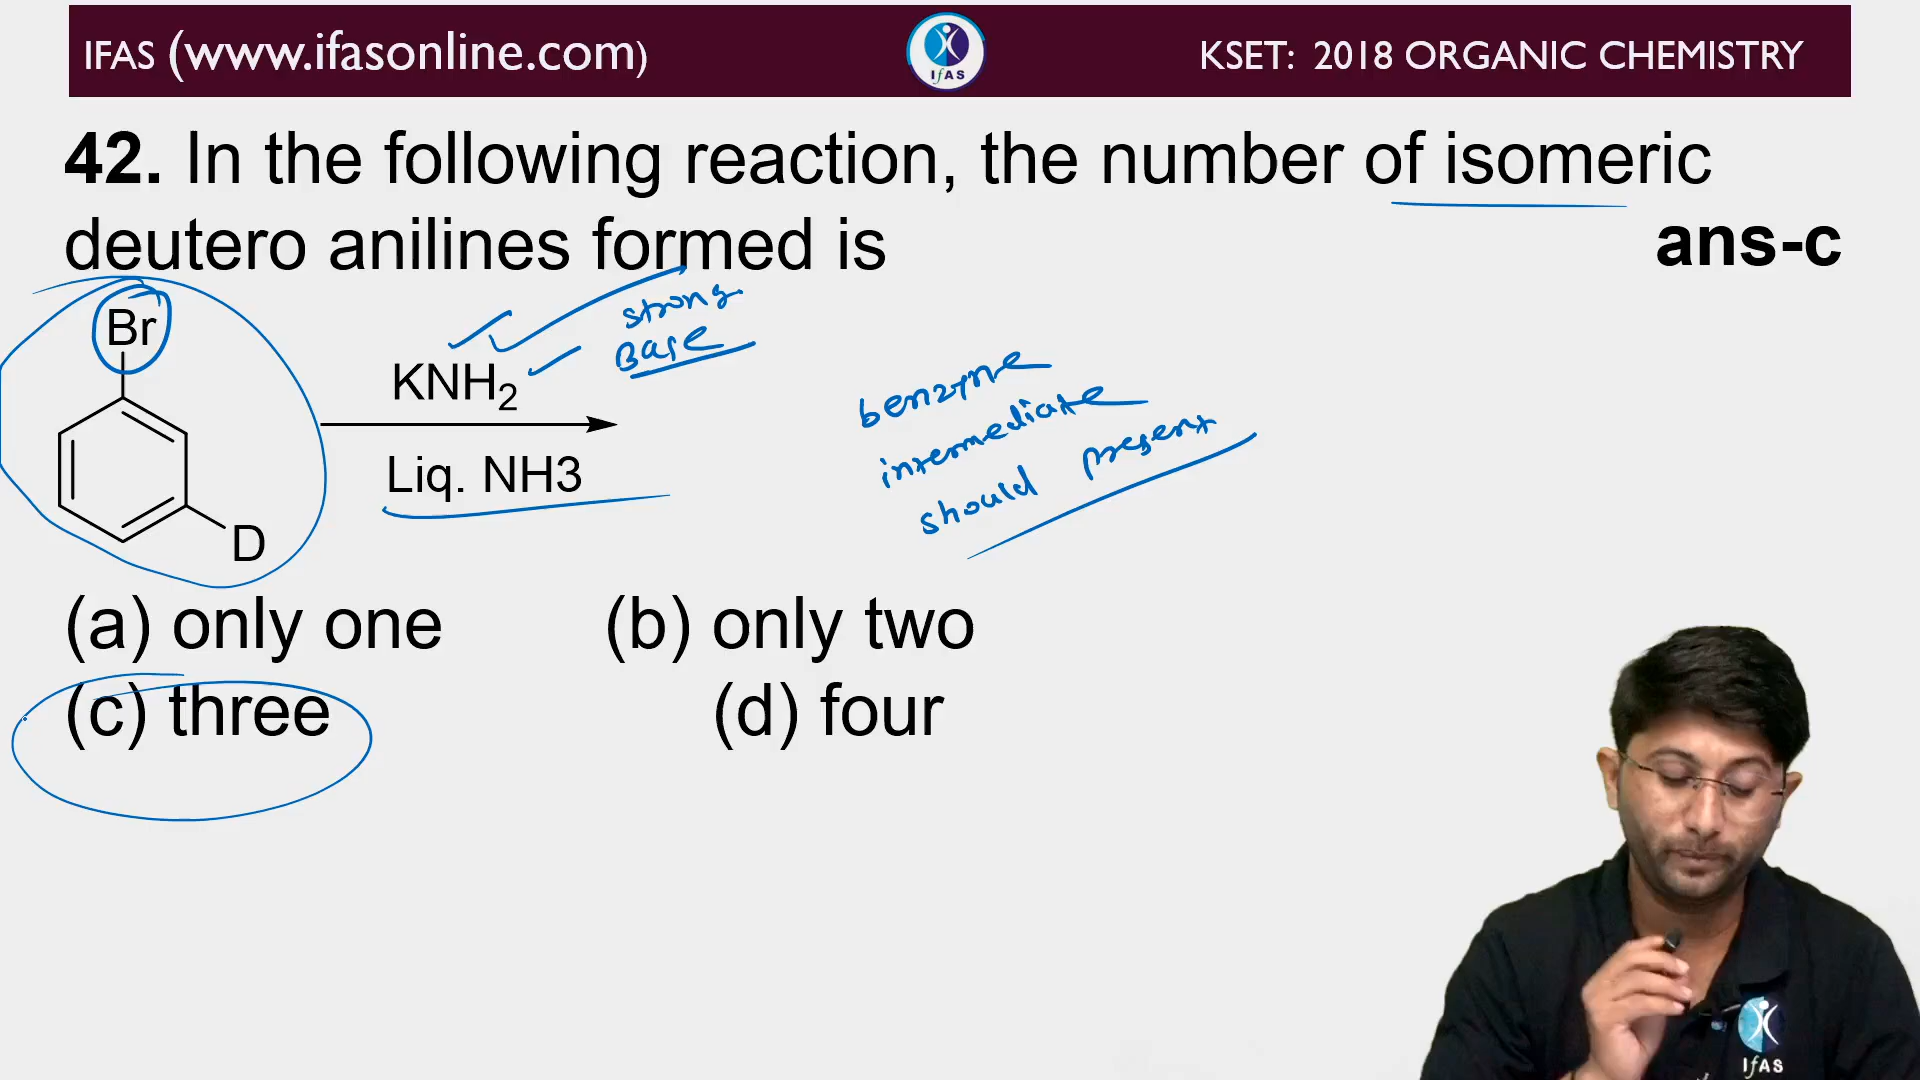 IFAS (www.ifasonline.com)
IfAS
KSET: 2018 ORGANIC CHEMISTRY
42. In the following reaction, the number of isomeric
deutero anilines formed is
ans-c
Br
D
KNH2
Liq. NH3
strong
Base
benzyne
intermediate
should present
(a) only one (b) only two
(c) three (d) four
IfAS